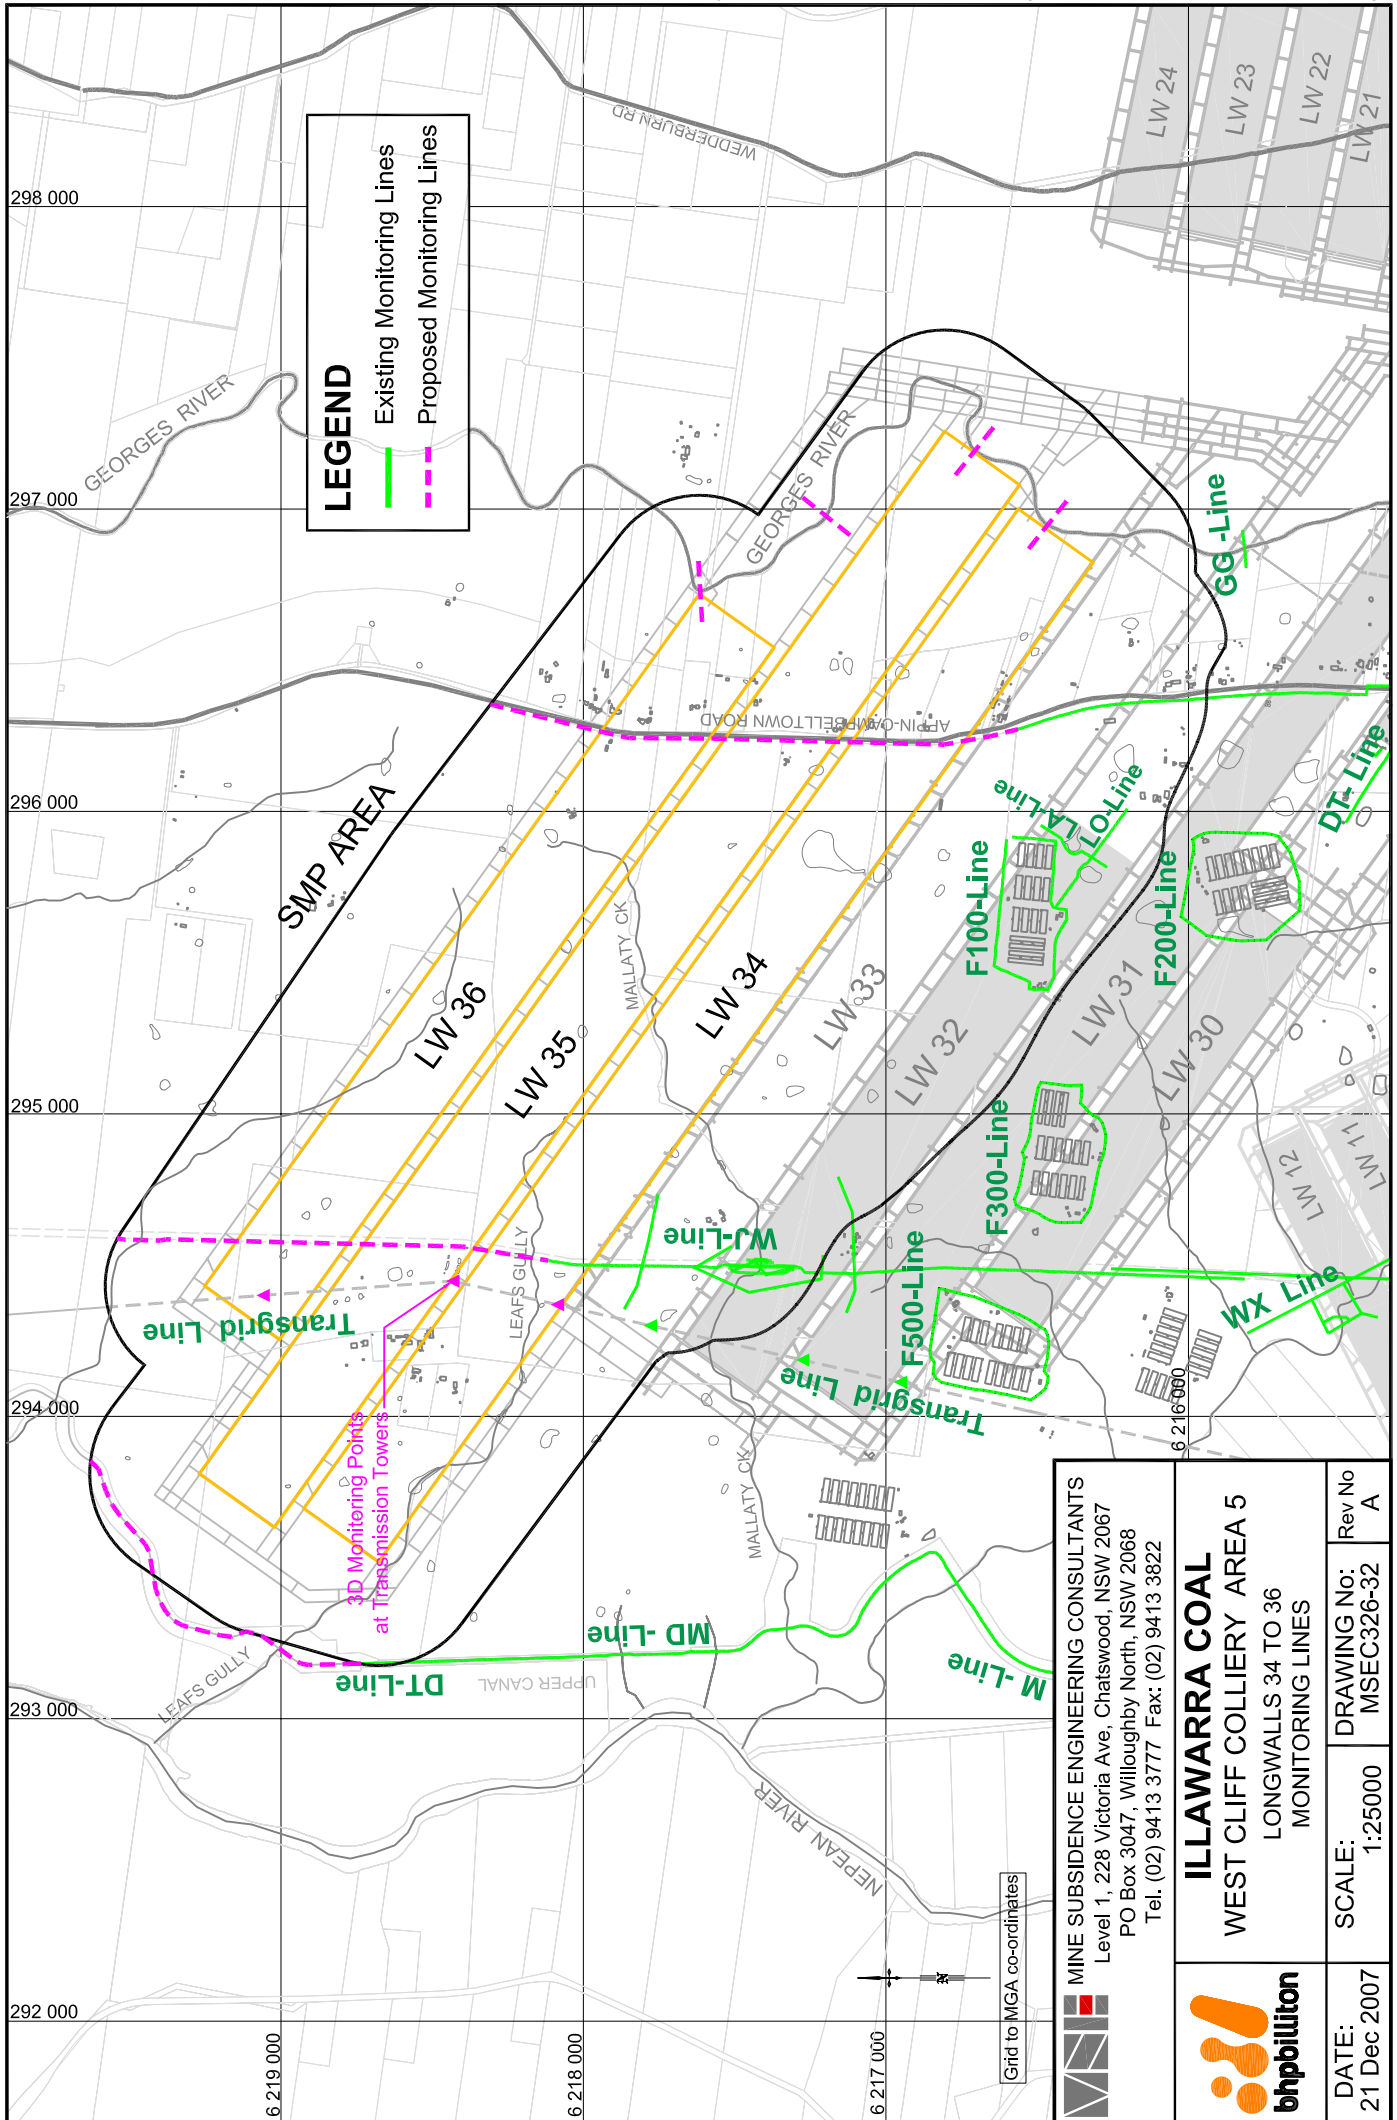 LEGEND
Existing Monitoring Lines
Proposed Monitoring Lines
298 000
297 000
296 000
295 000
294 000
293 000
292 000
6 219 000
6 218 000
6 217 000
6 216 000
GEORGES RIVER
GEORGES RIVER
WEDDERBURN RD
LW 24
LW 23
LW 22
LW 21
APPIN-CAMPBELLTOWN ROAD
SMP AREA
LW 36
LW 35
LW 34
LW 33
LW 32
LW 31
LW 30
LW 12
LW 11
MALLATY CK
MALLATY CK
LEAFS GULLY
LEAFS GULLY
UPPER CANAL
NEPEAN RIVER
GG -Line
DT- Line
LA-Line
LO-Line
F100-Line
F200-Line
F300-Line
F500-Line
WJ-Line
WX Line
Transgrid Line
Transgrid Line
MD -Line
M -Line
DT-Line
3D Monitoring Points
at Transmission Towers
Grid to MGA co-ordinates
N
MINE SUBSIDENCE ENGINEERING CONSULTANTS
Level 1, 228 Victoria Ave, Chatswood, NSW 2067
PO Box 3047, Willoughby North, NSW 2068
Tel. (02) 9413 3777 Fax: (02) 9413 3822
bhpbilliton
ILLAWARRA COAL
WEST CLIFF COLLIERY AREA 5
LONGWALLS 34 TO 36
MONITORING LINES
DATE:
21 Dec 2007
SCALE:
1:25000
DRAWING No:
MSEC326-32
Rev No
A